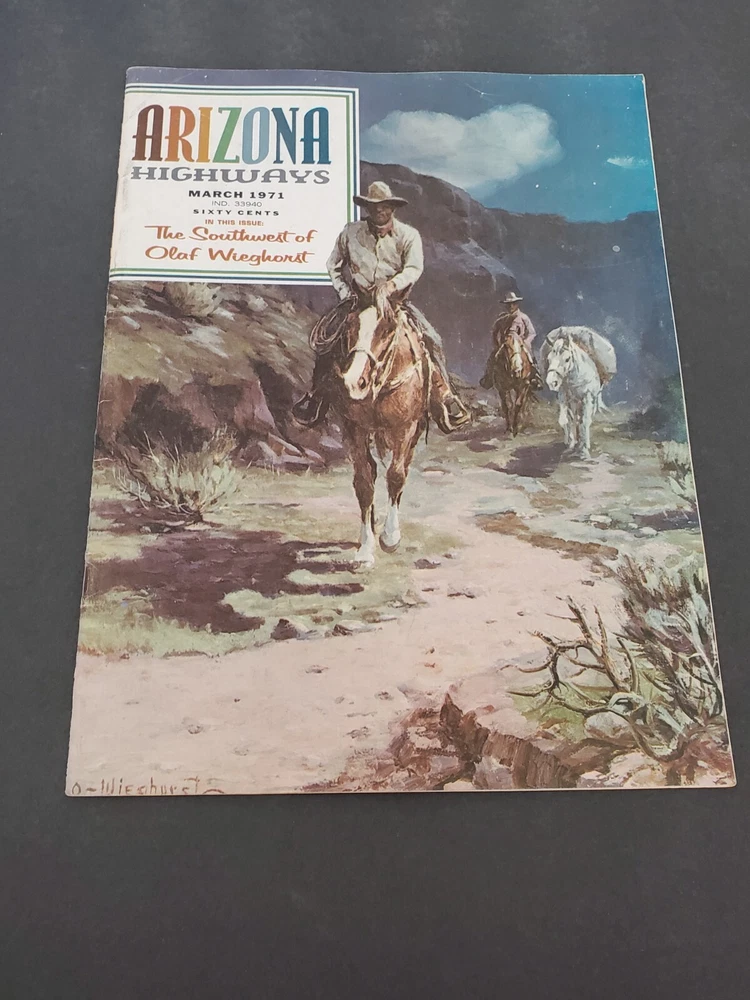 ARIZONA
HIGHWAYS
MARCH 1971
IND. 33940
SIXTY CENTS
IN THIS ISSUE:
The Southwest of
Olaf Wieghorst
O-Wieghorst